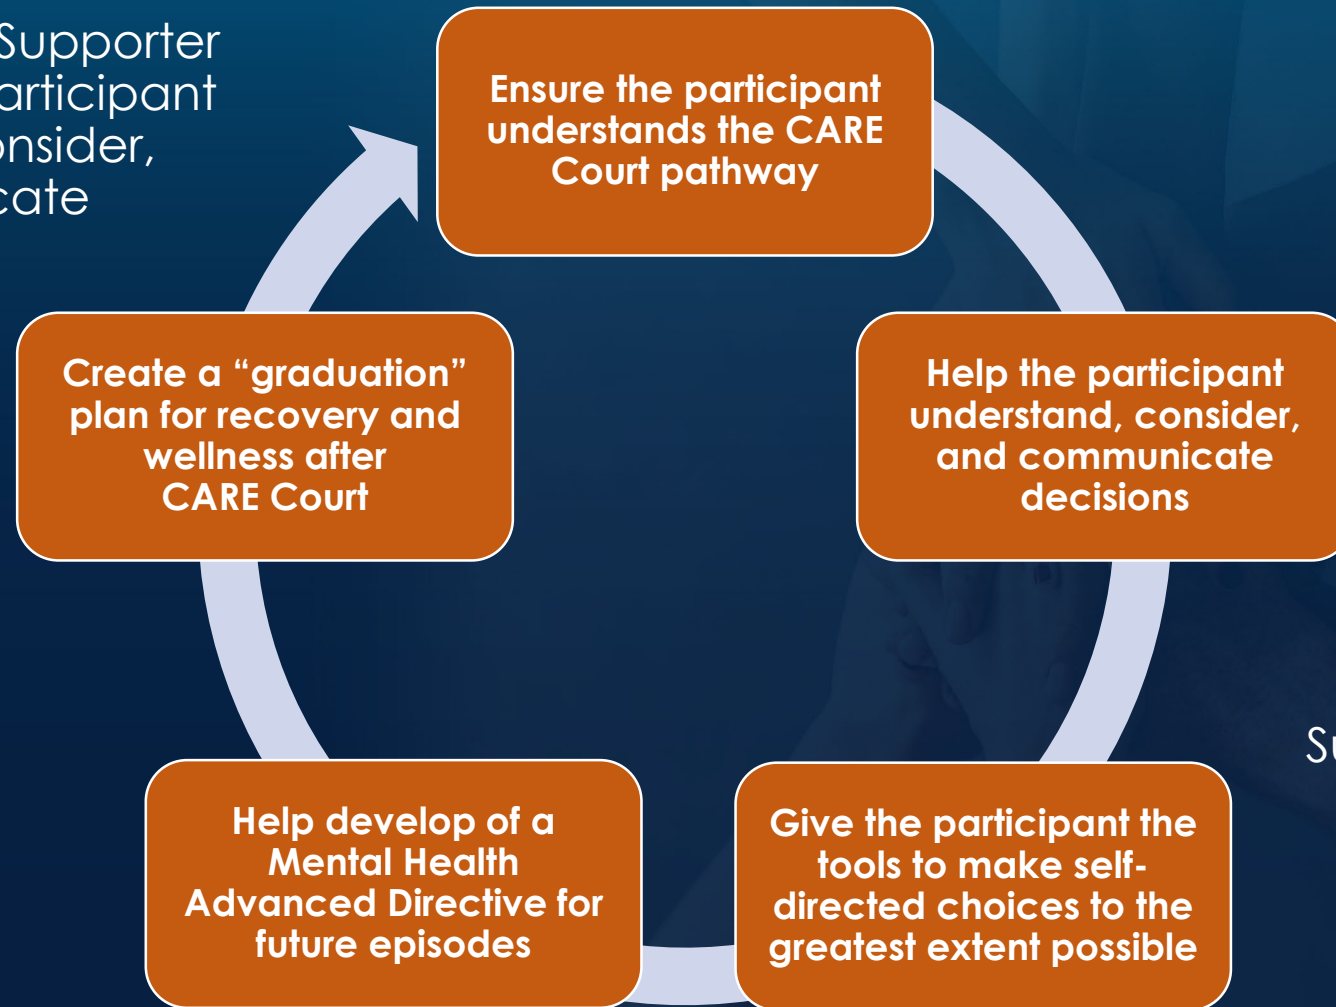 Supporter
articipant
onsider,
cate
Ensure the participant
understands the CARE
Court pathway
Help the participant
understand, consider,
and communicate
decisions
Give the participant the
tools to make self-
directed choices to the
greatest extent possible
Help develop of a
Mental Health
Advanced Directive for
future episodes
Create a “graduation”
plan for recovery and
wellness after
CARE Court
Su